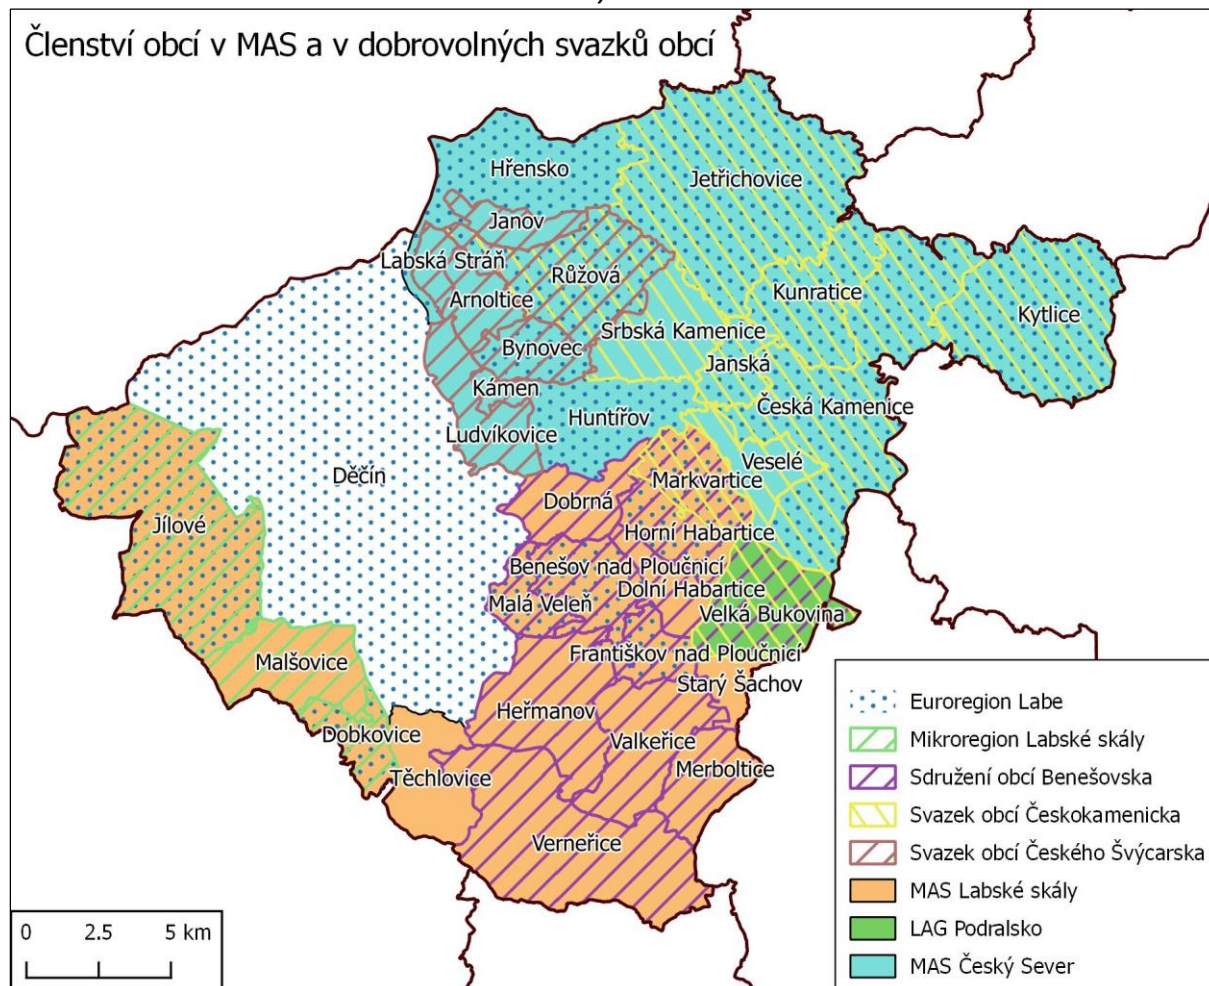 Členství obcí v MAS a v dobrovolných svazků obcí
Hřensko
Jetřichovice
Janov
Labská Stráň
Růžová
Arnoltice
Kunratice
Kytlice
Srbská Kamenice
Bynovec
Janská
Kámen
Česká Kamenice
Huntířov
Ludvíkovice
Veselé
Děčín
Markvartice
Dobrná
Jílové
Horní Habartice
Benešov nad Ploučnicí
Dolní Habartice
Malá Veleň
Velká Bukovina
Františkov nad Ploučnicí
Malšovice
Starý Šachov
Heřmanov
Dobkovice
Valkeřice
Merboltice
Těchlovice
Verneřice
Euroregion Labe
Mikroregion Labské skály
Sdružení obcí Benešovska
Svazek obcí Českokamenicka
Svazek obcí Českého Švýcarska
MAS Labské skály
LAG Podralsko
MAS Český Sever
0 2.5 5 km